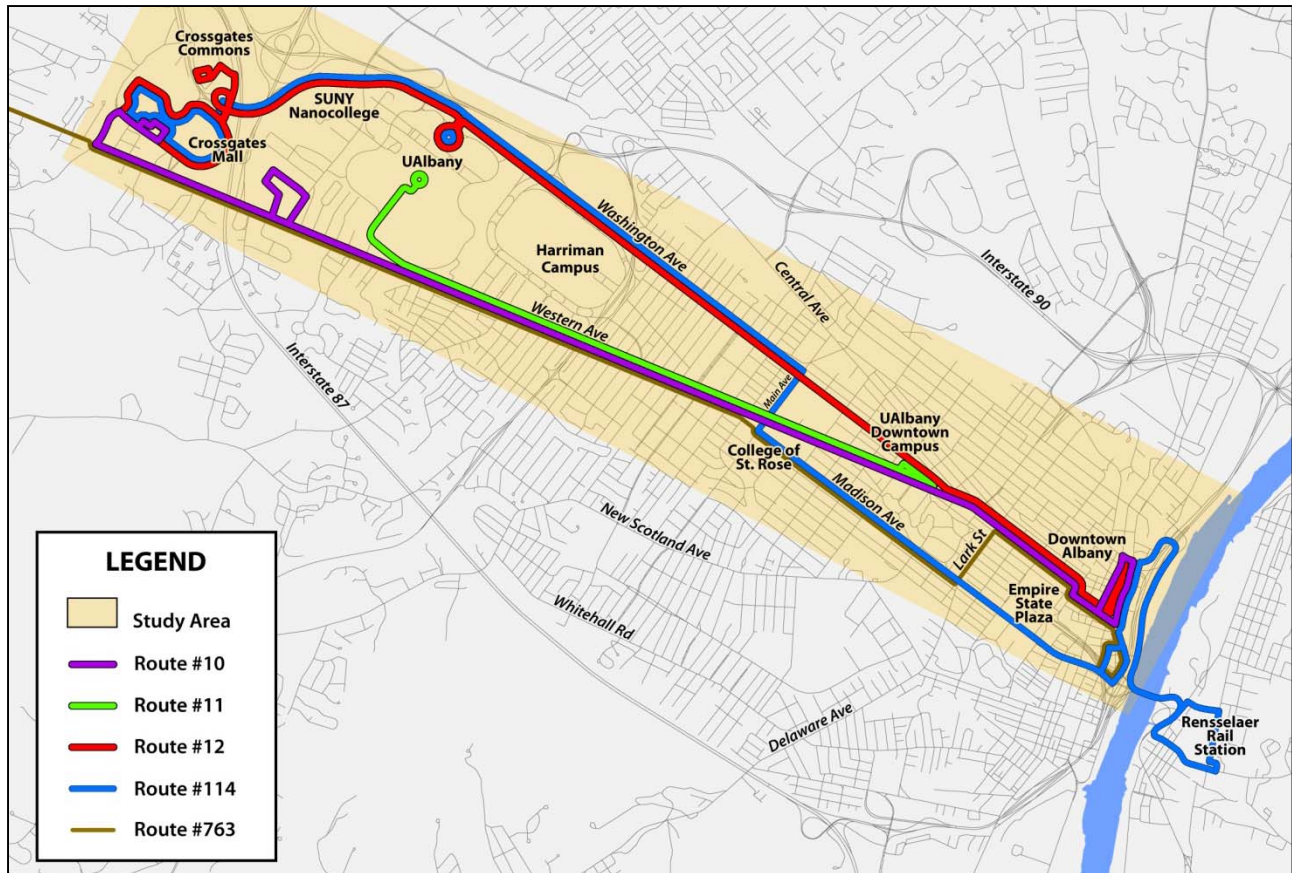 Crossgates
Commons
SUNY
Nanocollege
Crossgates
Mall
UAlbany
Washington Ave
Harriman
Campus
Central Ave
Interstate 90
Western Ave
Interstate 87
Main Ave
UAlbany
Downtown
Campus
College of
St. Rose
Madison Ave
New Scotland Ave
Lark St
Downtown
Albany
Empire
State
Plaza
Whitehall Rd
Delaware Ave
Rensselaer
Rail
Station
LEGEND
Study Area
Route #10
Route #11
Route #12
Route #114
Route #763